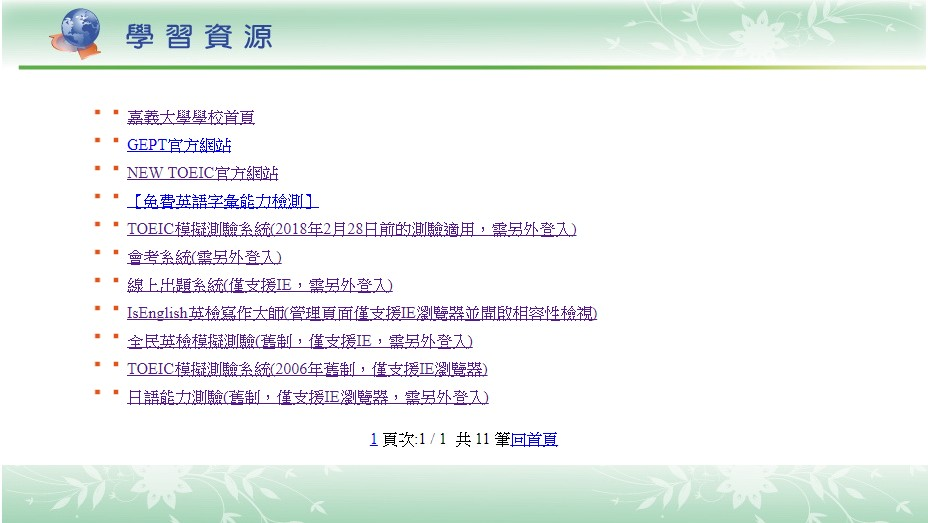 學習資源
嘉義大學學校首頁
GEPT官方網站
NEW TOEIC官方網站
【免費英語字彙能力檢測】
TOEIC模擬測驗系統(2018年2月28日前的測驗適用，需另外登入)
會考系統(需另外登入)
線上出題系統(僅支援IE，需另外登入)
IsEnglish英檢寫作大師(管理頁面僅支援IE瀏覽器並開啟相容性檢視)
全民英檢模擬測驗(舊制，僅支援IE，需另外登入)
TOEIC模擬測驗系統(2006年舊制，僅支援IE瀏覽器)
日語能力測驗(舊制，僅支援IE瀏覽器，需另外登入)
1 頁次:1 / 1 共 11 筆回首頁